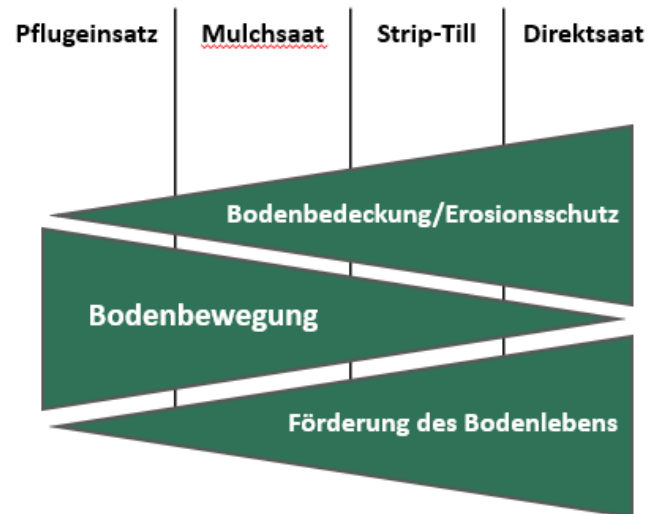 Pflugeinsatz
Mulchsaat
Strip-Till
Direktsaat
Bodenbedeckung/Erosionsschutz
Bodenbewegung
Förderung des Bodenlebens